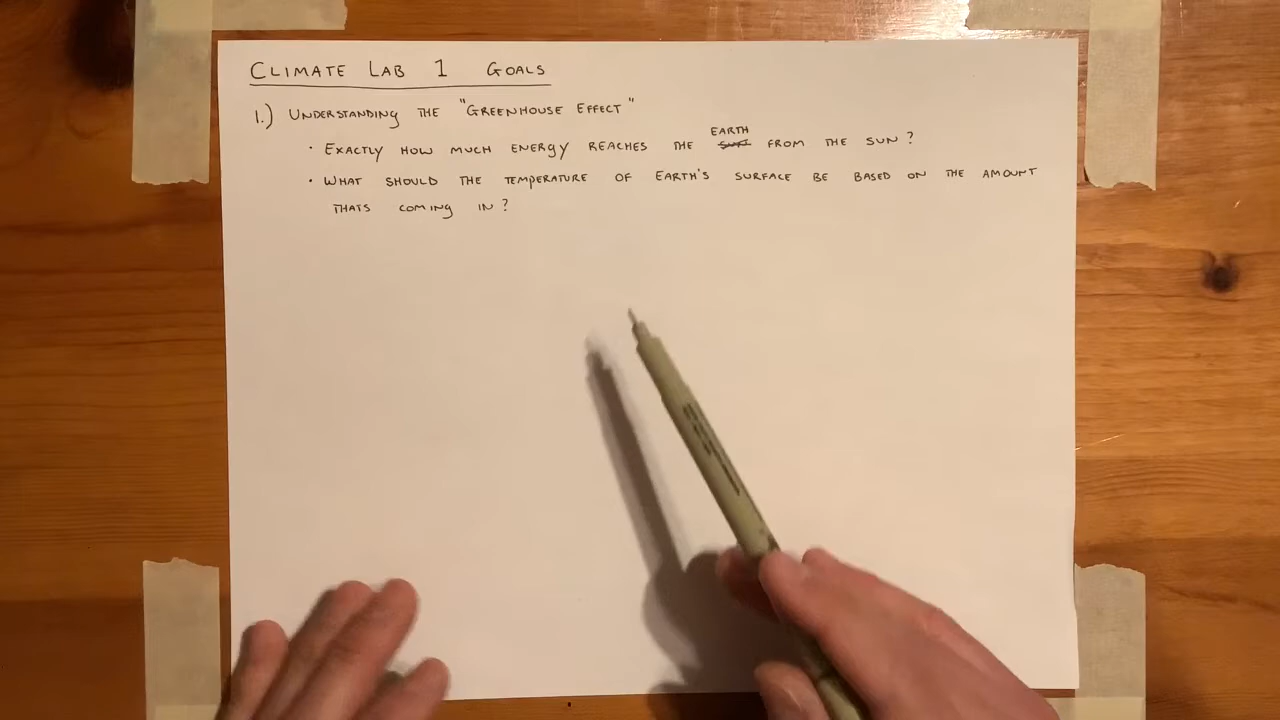 CLIMATE LAB 1 GOALS
1.) UNDERSTANDING THE "GREENHOUSE EFFECT"
EARTH
· EXACTLY HOW MUCH ENERGY REACHES THE FROM THE SUN?
· WHAT SHOULD THE TEMPERATURE OF EARTH'S SURFACE BE BASED ON THE AMOUNT
THATS COMING IN?